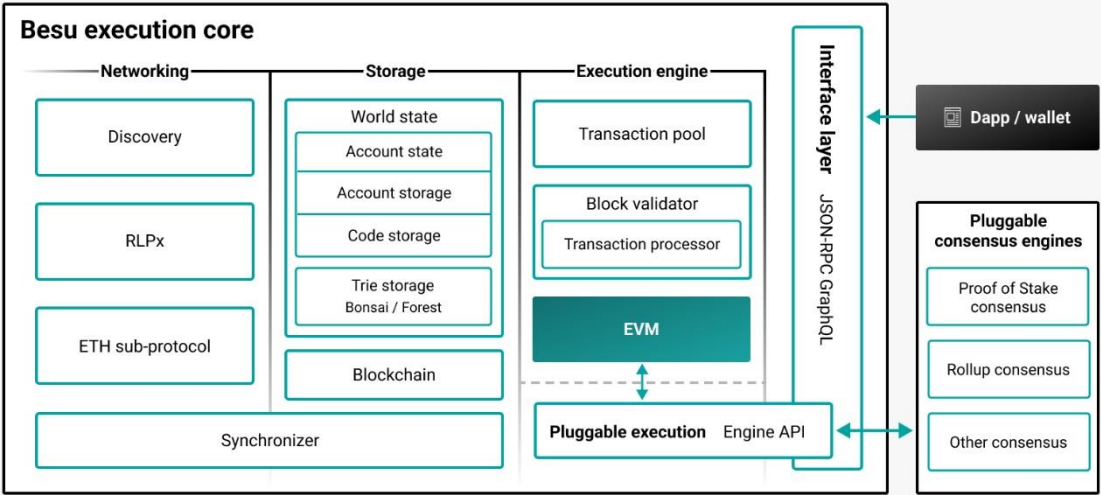 Besu execution core
Networking
Discovery
RLPx
ETH sub-protocol
Storage
World state
Account state
Account storage
Code storage
Trie storage
Bonsai / Forest
Blockchain
Synchronizer
Execution engine
Transaction pool
Block validator
Transaction processor
EVM
Pluggable execution Engine API
Interface layer JSON-RPC GraphQL
Dapp / wallet
Pluggable
consensus engines
Proof of Stake
consensus
Rollup consensus
Other consensus